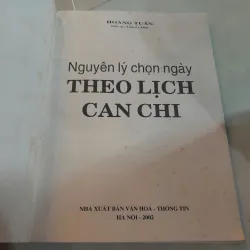 HOÀNG TUẤN
Nguyên lý chọn ngày
THEO LỊCH
CAN CHI
NHÀ XUẤT BẢN VĂN HOÁ - THÔNG TIN
HÀ NỘI - 2002